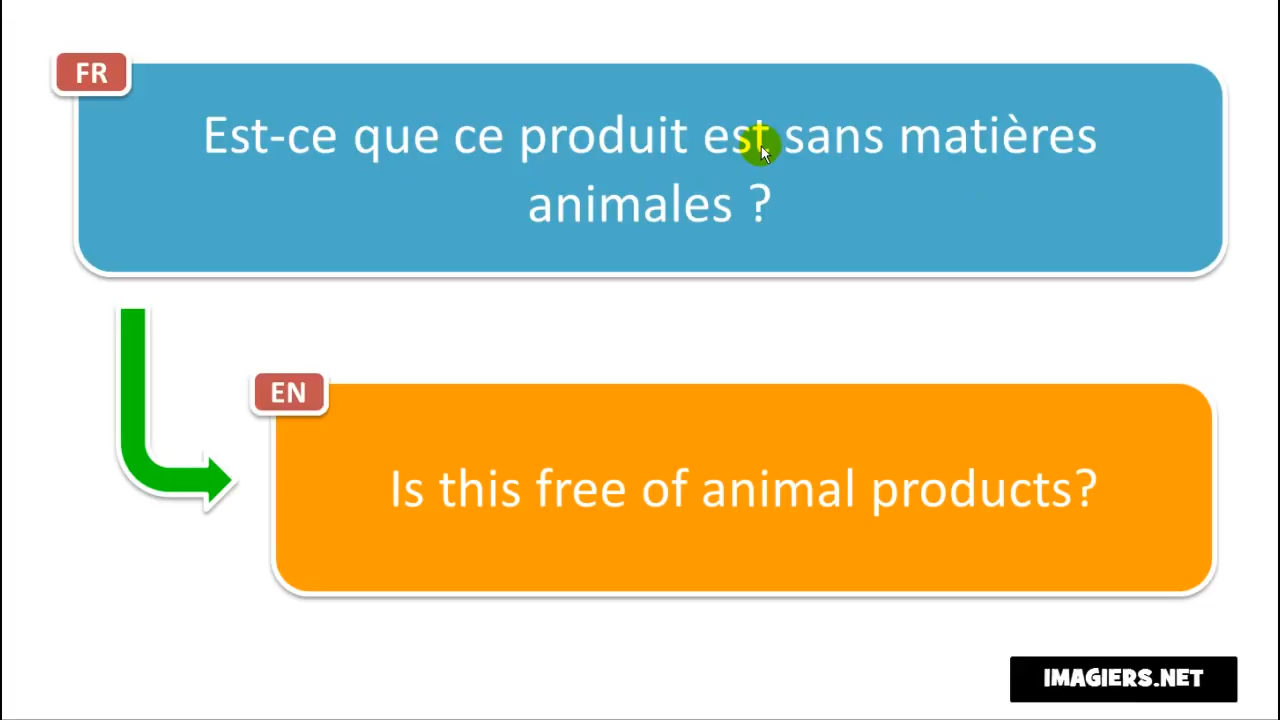 FR
Est-ce que ce produit est sans matières
animales ?
EN
Is this free of animal products?
IMAGIERS.NET